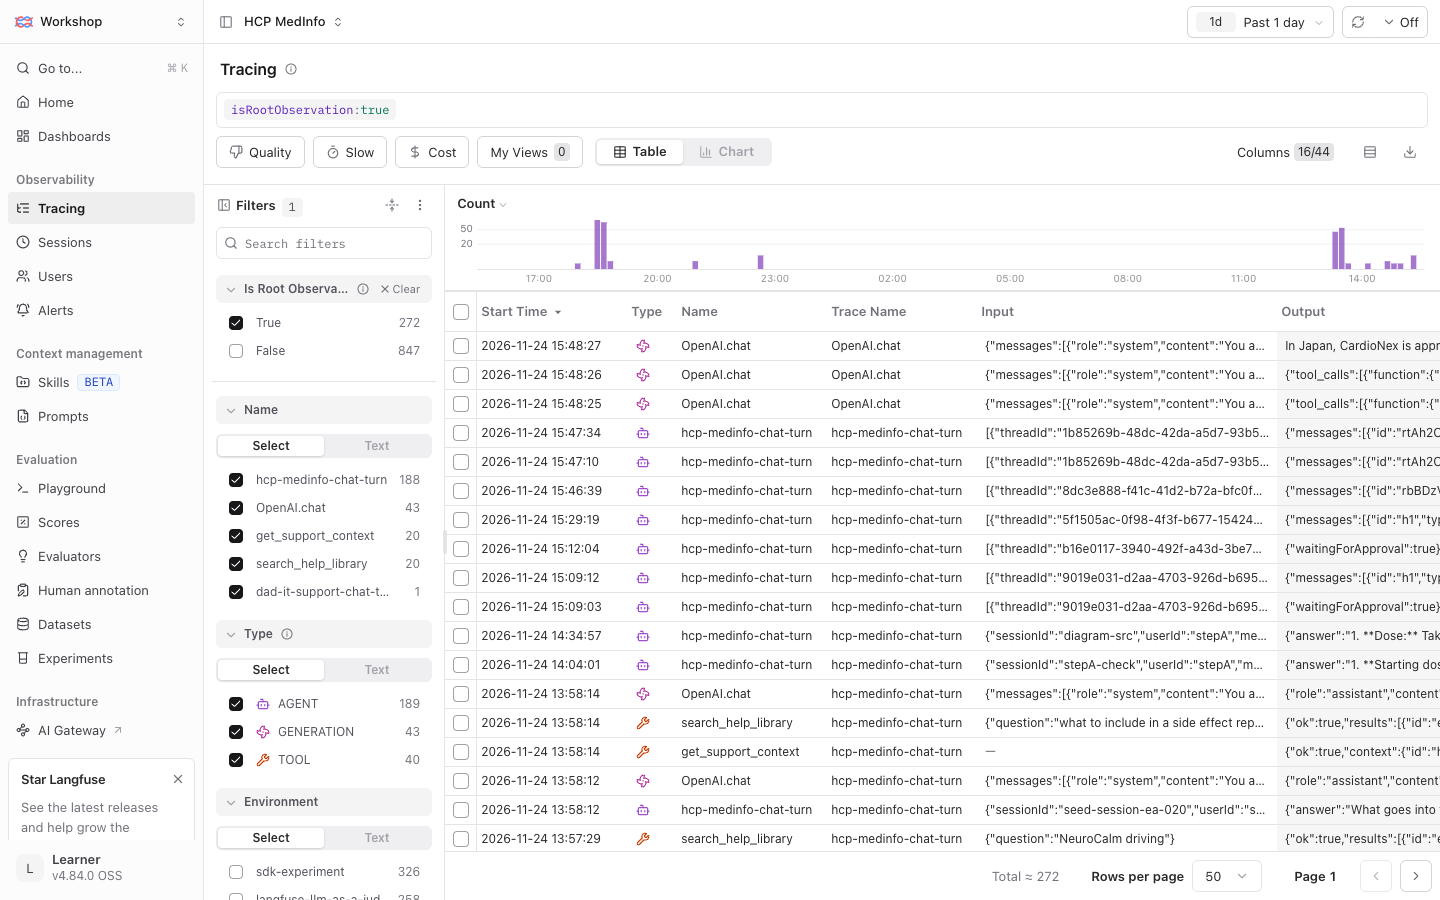 Workshop
Go to...
⌘ K
Home
Dashboards
Observability
Tracing
Sessions
Users
Alerts
Context management
Skills BETA
Prompts
Evaluation
Playground
Scores
Evaluators
Human annotation
Datasets
Experiments
Infrastructure
AI Gateway
Star Langfuse
See the latest releases
and help grow the
L
Learner
v4.84.0 OSS
HCP MedInfo
1d Past 1 day
Off
Tracing
isRootObservation:true
Quality Slow Cost My Views 0 Table Chart
Columns 16/44
Filters 1
Search filters
Is Root Observa... Clear
True 272
False 847
Name
Select Text
hcp-medinfo-chat-turn 188
OpenAI.chat 43
get_support_context 20
search_help_library 20
dad-it-support-chat-t... 1
Type
Select Text
AGENT 189
GENERATION 43
TOOL 40
Environment
Select Text
sdk-experiment 326
langfuse-llm-as-a-jud 258
Count
50
20
17:00 20:00 23:00 02:00 05:00 08:00 11:00 14:00
Start Time Type Name Trace Name Input Output
2026-11-24 15:48:27 OpenAI.chat OpenAI.chat {"messages":[{"role":"system","content":"You a... In Japan, CardioNex is appr
2026-11-24 15:48:26 OpenAI.chat OpenAI.chat {"messages":[{"role":"system","content":"You a... {"tool_calls":[{"function":{"
2026-11-24 15:48:25 OpenAI.chat OpenAI.chat {"messages":[{"role":"system","content":"You a... {"tool_calls":[{"function":{"
2026-11-24 15:47:34 hcp-medinfo-chat-turn hcp-medinfo-chat-turn [{"threadId":"1b85269b-48dc-42da-a5d7-93b5... {"messages":[{"id":"rtAh2C
2026-11-24 15:47:10 hcp-medinfo-chat-turn hcp-medinfo-chat-turn [{"threadId":"1b85269b-48dc-42da-a5d7-93b5... {"messages":[{"id":"rtAh2C
2026-11-24 15:46:39 hcp-medinfo-chat-turn hcp-medinfo-chat-turn [{"threadId":"8dc3e888-f41c-41d2-b72a-bfc0f... {"messages":[{"id":"rbBDzV
2026-11-24 15:29:19 hcp-medinfo-chat-turn hcp-medinfo-chat-turn [{"threadId":"5f1505ac-0f98-4f3f-b677-15424... {"messages":[{"id":"h1","typ
2026-11-24 15:12:04 hcp-medinfo-chat-turn hcp-medinfo-chat-turn [{"threadId":"b16e0117-3940-492f-a43d-3be7... {"waitingForApproval":true}
2026-11-24 15:09:12 hcp-medinfo-chat-turn hcp-medinfo-chat-turn [{"threadId":"9019e031-d2aa-4703-926d-b695... {"messages":[{"id":"h1","typ
2026-11-24 15:09:03 hcp-medinfo-chat-turn hcp-medinfo-chat-turn [{"threadId":"9019e031-d2aa-4703-926d-b695... {"waitingForApproval":true}
2026-11-24 14:34:57 hcp-medinfo-chat-turn hcp-medinfo-chat-turn {"sessionId":"diagram-src","userId":"stepA","me... {"answer":"1. **Dose:** Tak
2026-11-24 14:04:01 hcp-medinfo-chat-turn hcp-medinfo-chat-turn {"sessionId":"stepA-check","userId":"stepA","m... {"answer":"1. **Starting dos
2026-11-24 13:58:14 OpenAI.chat hcp-medinfo-chat-turn {"messages":[{"role":"system","content":"You a... {"role":"assistant","content"
2026-11-24 13:58:14 search_help_library hcp-medinfo-chat-turn {"question":"what to include in a side effect rep... {"ok":true,"results":[{"id":"e
2026-11-24 13:58:14 get_support_context hcp-medinfo-chat-turn — {"ok":true,"context":{"id":"h
2026-11-24 13:58:12 OpenAI.chat hcp-medinfo-chat-turn {"messages":[{"role":"system","content":"You a... {"role":"assistant","content"
2026-11-24 13:58:12 hcp-medinfo-chat-turn hcp-medinfo-chat-turn {"sessionId":"seed-session-ea-020","userId":"s... {"answer":"What goes into
2026-11-24 13:57:29 search_help_library hcp-medinfo-chat-turn {"question":"NeuroCalm driving"} {"ok":true,"results":[{"id":"e
Total ≈ 272 Rows per page 50 Page 1